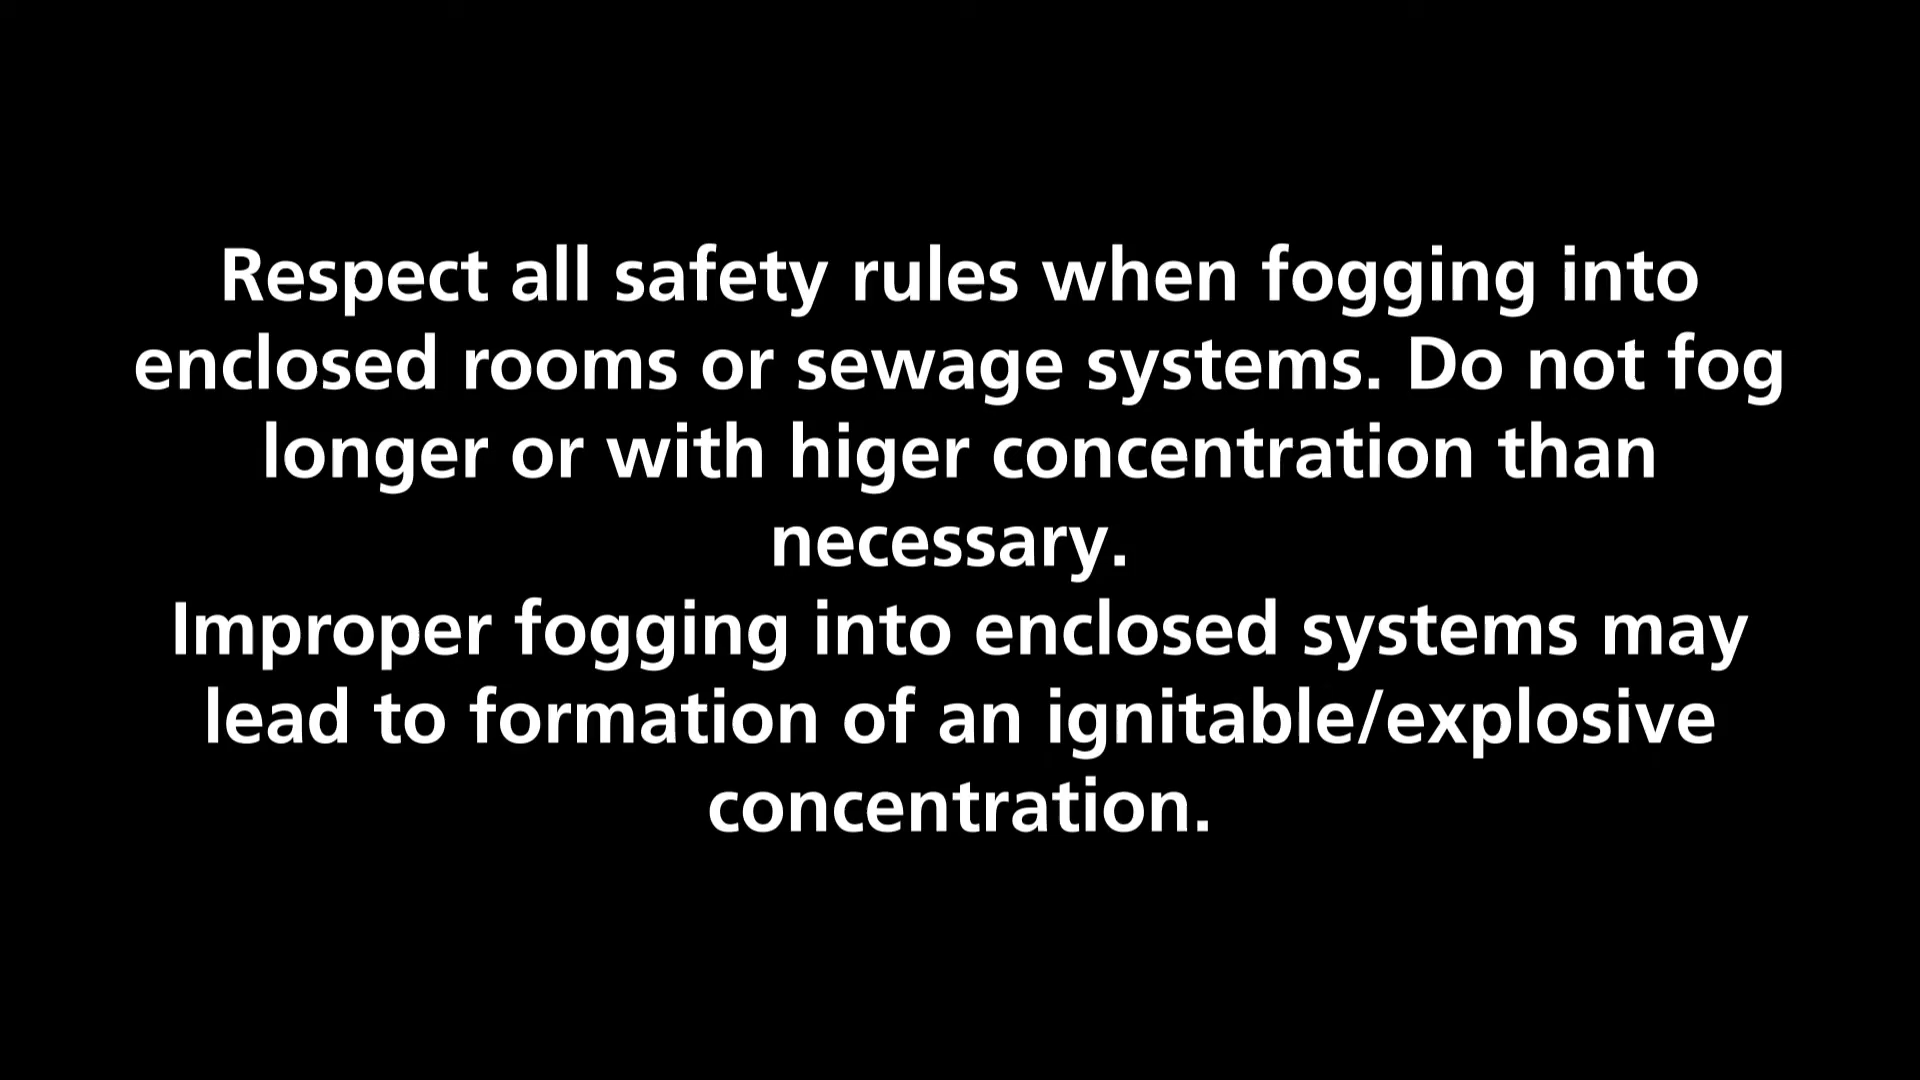 Respect all safety rules when fogging into
enclosed rooms or sewage systems. Do not fog
longer or with higer concentration than
necessary.
Improper fogging into enclosed systems may
lead to formation of an ignitable/explosive
concentration.